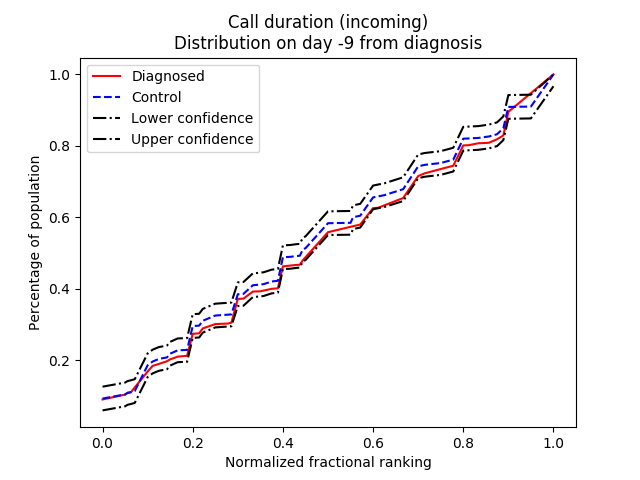 Call duration (incoming)
Distribution on day -9 from diagnosis
Diagnosed
Control
Lower confidence
Upper confidence
Percentage of population
1.0
0.8
0.6
0.4
0.2
0.0 0.2 0.4 0.6 0.8 1.0
Normalized fractional ranking